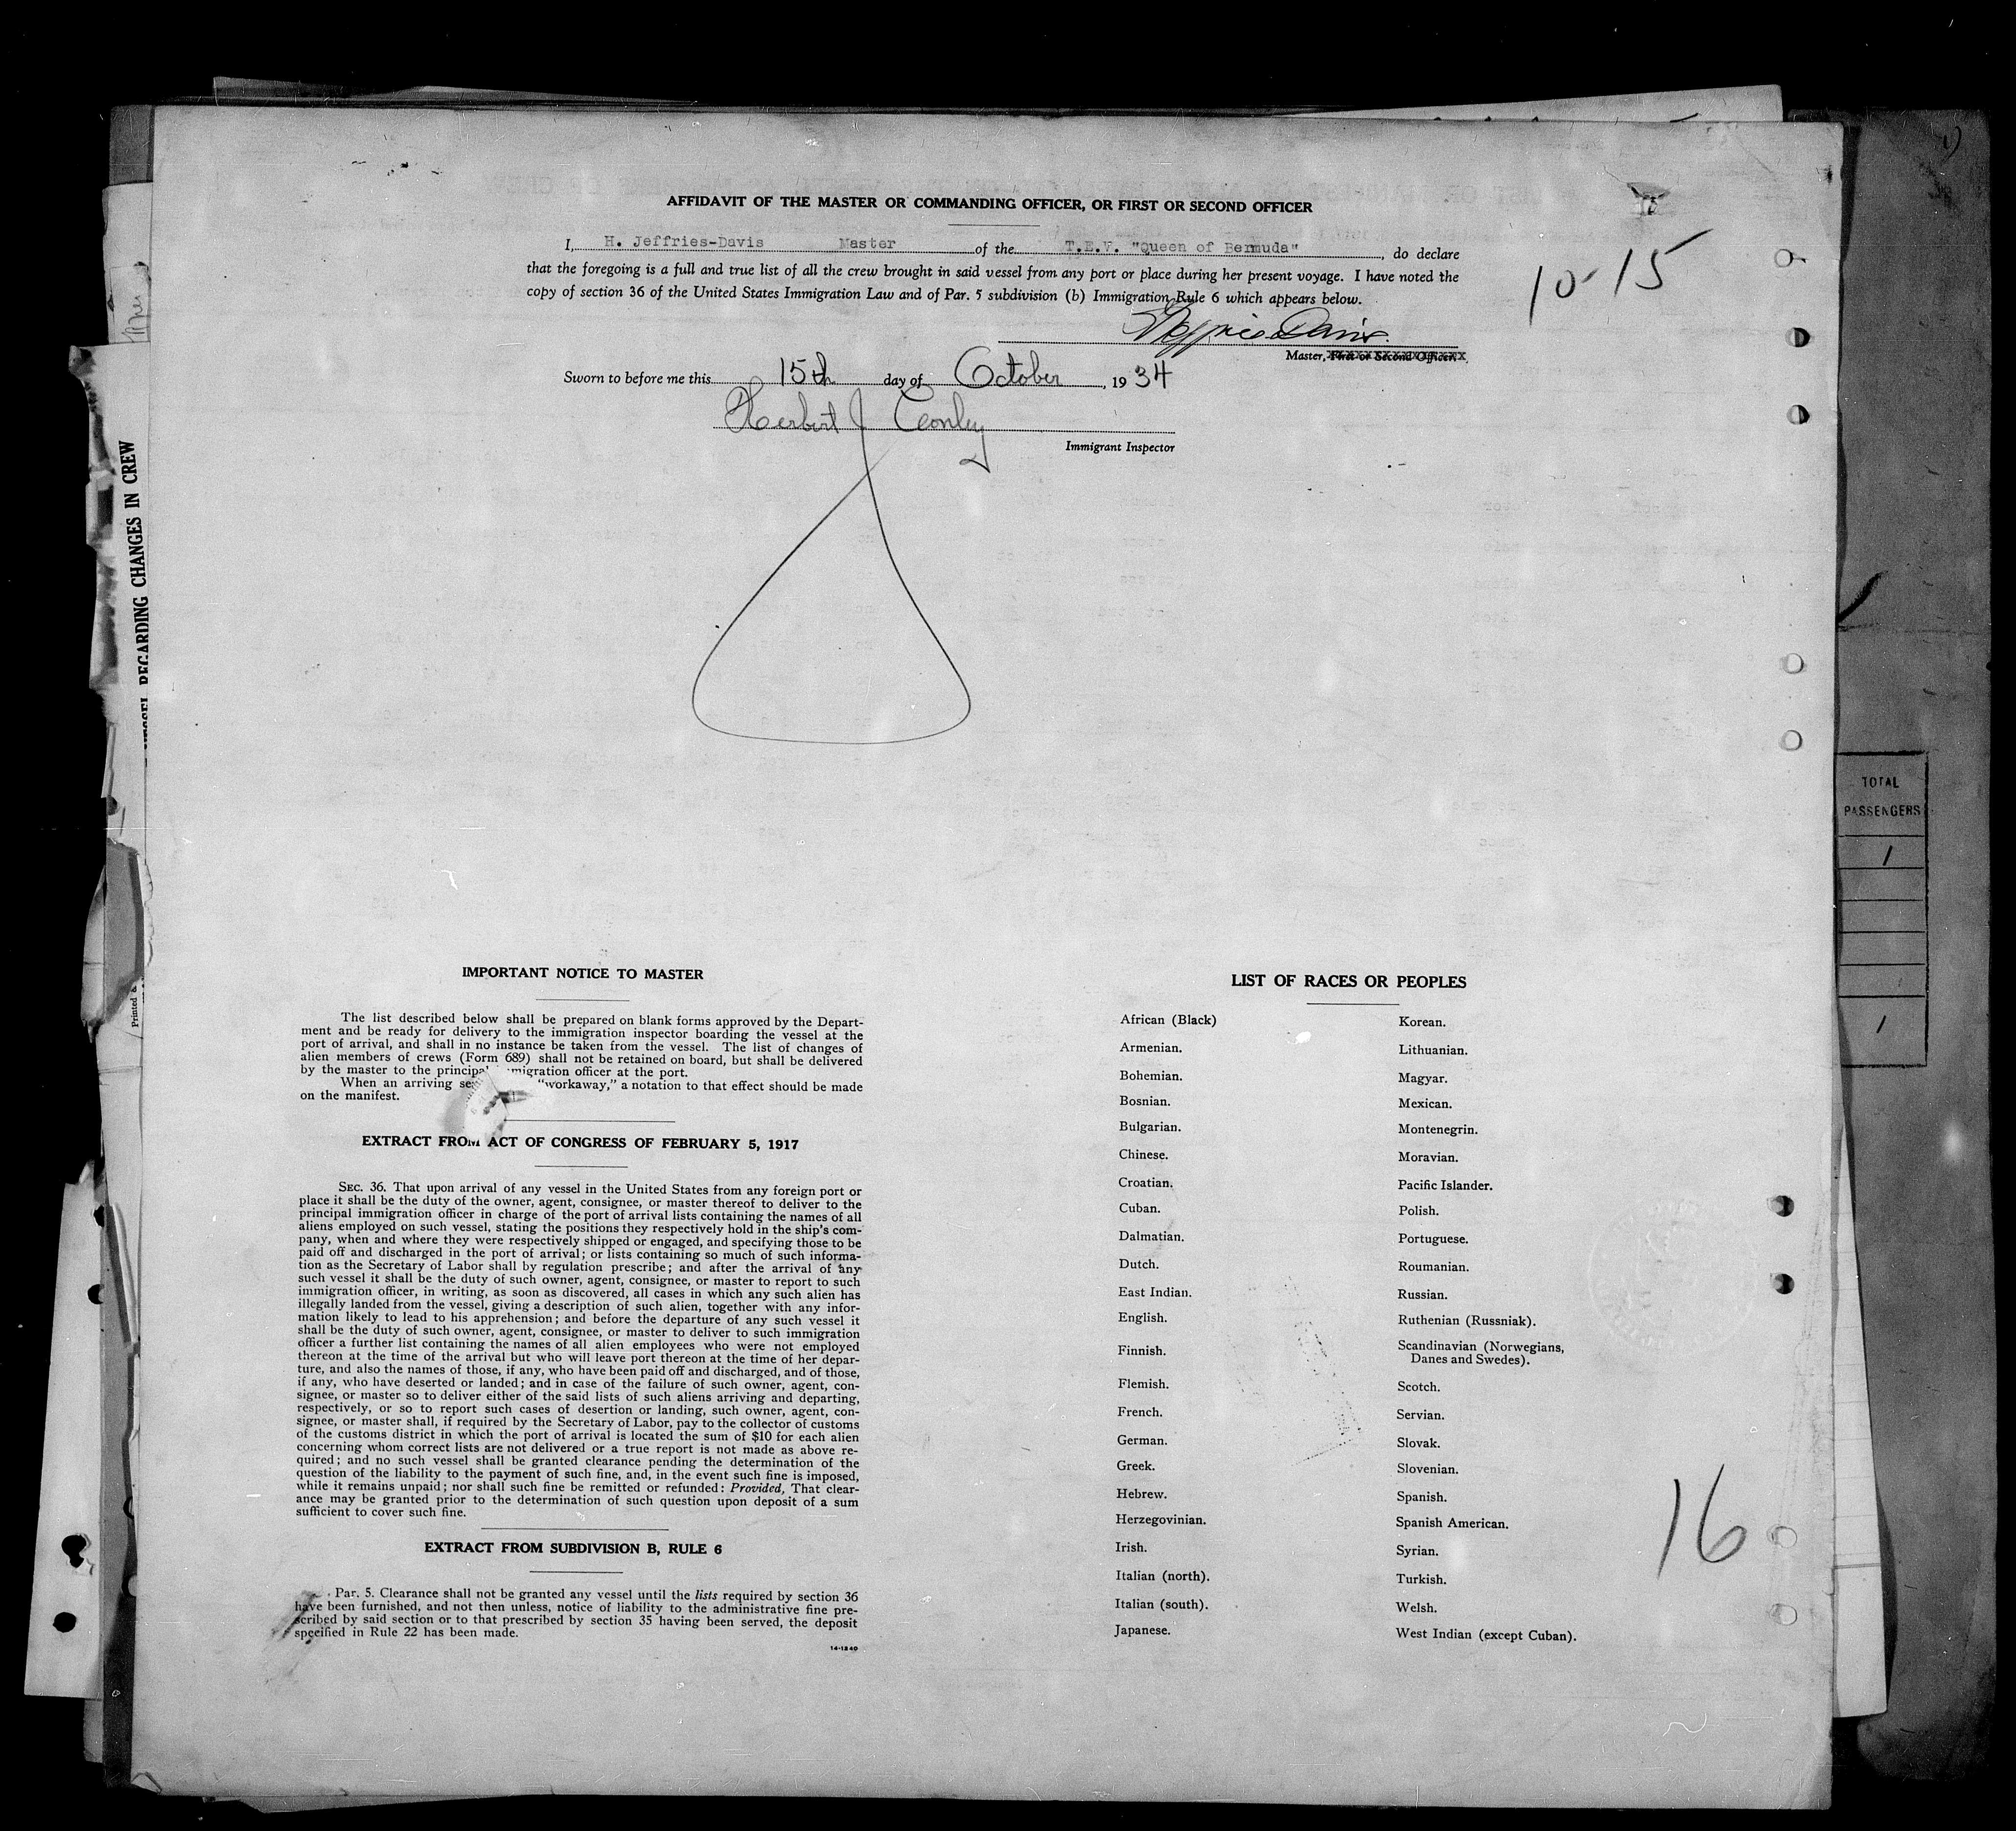 AFFIDAVIT OF THE MASTER OR COMMANDING OFFICER, OR FIRST OR SECOND OFFICER
I, H. Jeffries-Davis Master of the T.E.V. "Queen of Bermuda", do declare
that the foregoing is a full and true list of all the crew brought in said vessel from any port or place during her present voyage. I have noted the
copy of section 36 of the United States Immigration Law and of Par. 5 subdivision (b) Immigration Rule 6 which appears below.
10-15
Jeffries Davis
Master, First or Second Officer.
Sworn to before me this 15th day of October, 1934
Herbert J Conley
Immigrant Inspector
REGARDING CHANGES IN CREW
TOTAL
PASSENGERS
1
1
Printed &
IMPORTANT NOTICE TO MASTER
The list described below shall be prepared on blank forms approved by the Depart-
ment and be ready for delivery to the immigration inspector boarding the vessel at the
port of arrival, and shall in no instance be taken from the vessel. The list of changes of
alien members of crews (Form 689) shall not be retained on board, but shall be delivered
by the master to the principal immigration officer at the port.
When an arriving "workaway," a notation to that effect should be made
on the manifest.
EXTRACT FROM ACT OF CONGRESS OF FEBRUARY 5, 1917
SEC. 36. That upon arrival of any vessel in the United States from any foreign port or
place it shall be the duty of the owner, agent, consignee, or master thereof to deliver to the
principal immigration officer in charge of the port of arrival lists containing the names of all
aliens employed on such vessel, stating the positions they respectively hold in the ship's com-
pany, when and where they were respectively shipped or engaged, and specifying those to be
paid off and discharged in the port of arrival; or lists containing so much of such informa-
tion as the Secretary of Labor shall by regulation prescribe; and after the arrival of any
such vessel it shall be the duty of such owner, agent, consignee, or master to report to such
immigration officer, in writing, as soon as discovered, all cases in which any such alien has
illegally landed from the vessel, giving a description of such alien, together with any infor-
mation likely to lead to his apprehension; and before the departure of any such vessel it
shall be the duty of such owner, agent, consignee, or master to deliver to such immigration
officer a further list containing the names of all alien employees who were not employed
thereon at the time of the arrival but who will leave port thereon at the time of her depar-
ture, and also the names of those, if any, who have been paid off and discharged, and of those,
if any, who have deserted or landed; and in case of the failure of such owner, agent, con-
signee, or master so to deliver either of the said lists of such aliens arriving and departing,
respectively, or so to report such cases of desertion or landing, such owner, agent, con-
signee, or master shall, if required by the Secretary of Labor, pay to the collector of customs
of the customs district in which the port of arrival is located the sum of $10 for each alien
concerning whom correct lists are not delivered or a true report is not made as above re-
quired; and no such vessel shall be granted clearance pending the determination of the
question of the liability to the payment of such fine, and, in the event such fine is imposed,
while it remains unpaid; nor shall such fine be remitted or refunded: Provided, That clear-
ance may be granted prior to the determination of such question upon deposit of a sum
sufficient to cover such fine.
EXTRACT FROM SUBDIVISION B, RULE 6
Par. 5. Clearance shall not be granted any vessel until the lists required by section 36
have been furnished, and not then unless, notice of liability to the administrative fine pre-
scribed by said section or to that prescribed by section 35 having been served, the deposit
specified in Rule 22 has been made.
14-1240
LIST OF RACES OR PEOPLES
African (Black)
Armenian.
Bohemian.
Bosnian.
Bulgarian.
Chinese.
Croatian.
Cuban.
Dalmatian.
Dutch.
East Indian.
English.
Finnish.
Flemish.
French.
German.
Greek.
Hebrew.
Herzegovinian.
Irish.
Italian (north).
Italian (south).
Japanese.
Korean.
Lithuanian.
Magyar.
Mexican.
Montenegrin.
Moravian.
Pacific Islander.
Polish.
Portuguese.
Roumanian.
Russian.
Ruthenian (Russniak).
Scandinavian (Norwegians,
Danes and Swedes).
Scotch.
Servian.
Slovak.
Slovenian.
Spanish.
Spanish American.
Syrian.
Turkish.
Welsh.
West Indian (except Cuban).
16